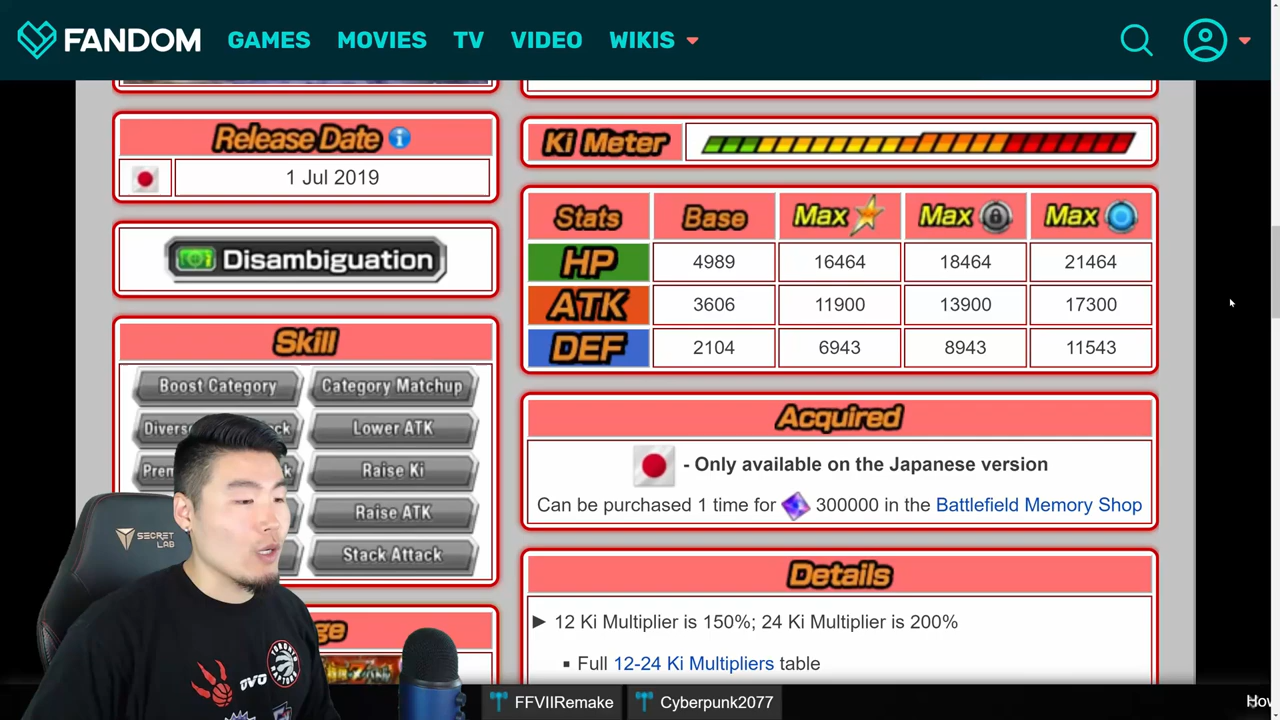 FANDOM GAMES MOVIES TV VIDEO WIKIS
Release Date
1 Jul 2019
Disambiguation
Skill
Boost Category Category Matchup
Lower ATK
Raise Ki
Raise ATK
Stack Attack
Ki Meter
Stats Base Max Max Max
HP 4989 16464 18464 21464
ATK 3606 11900 13900 17300
DEF 2104 6943 8943 11543
Acquired
- Only available on the Japanese version
Can be purchased 1 time for 300000 in the Battlefield Memory Shop
Details
► 12 Ki Multiplier is 150%; 24 Ki Multiplier is 200%
▪ Full 12-24 Ki Multipliers table
SECRET
LAB
OVO
FFVIIRemake Cyberpunk2077